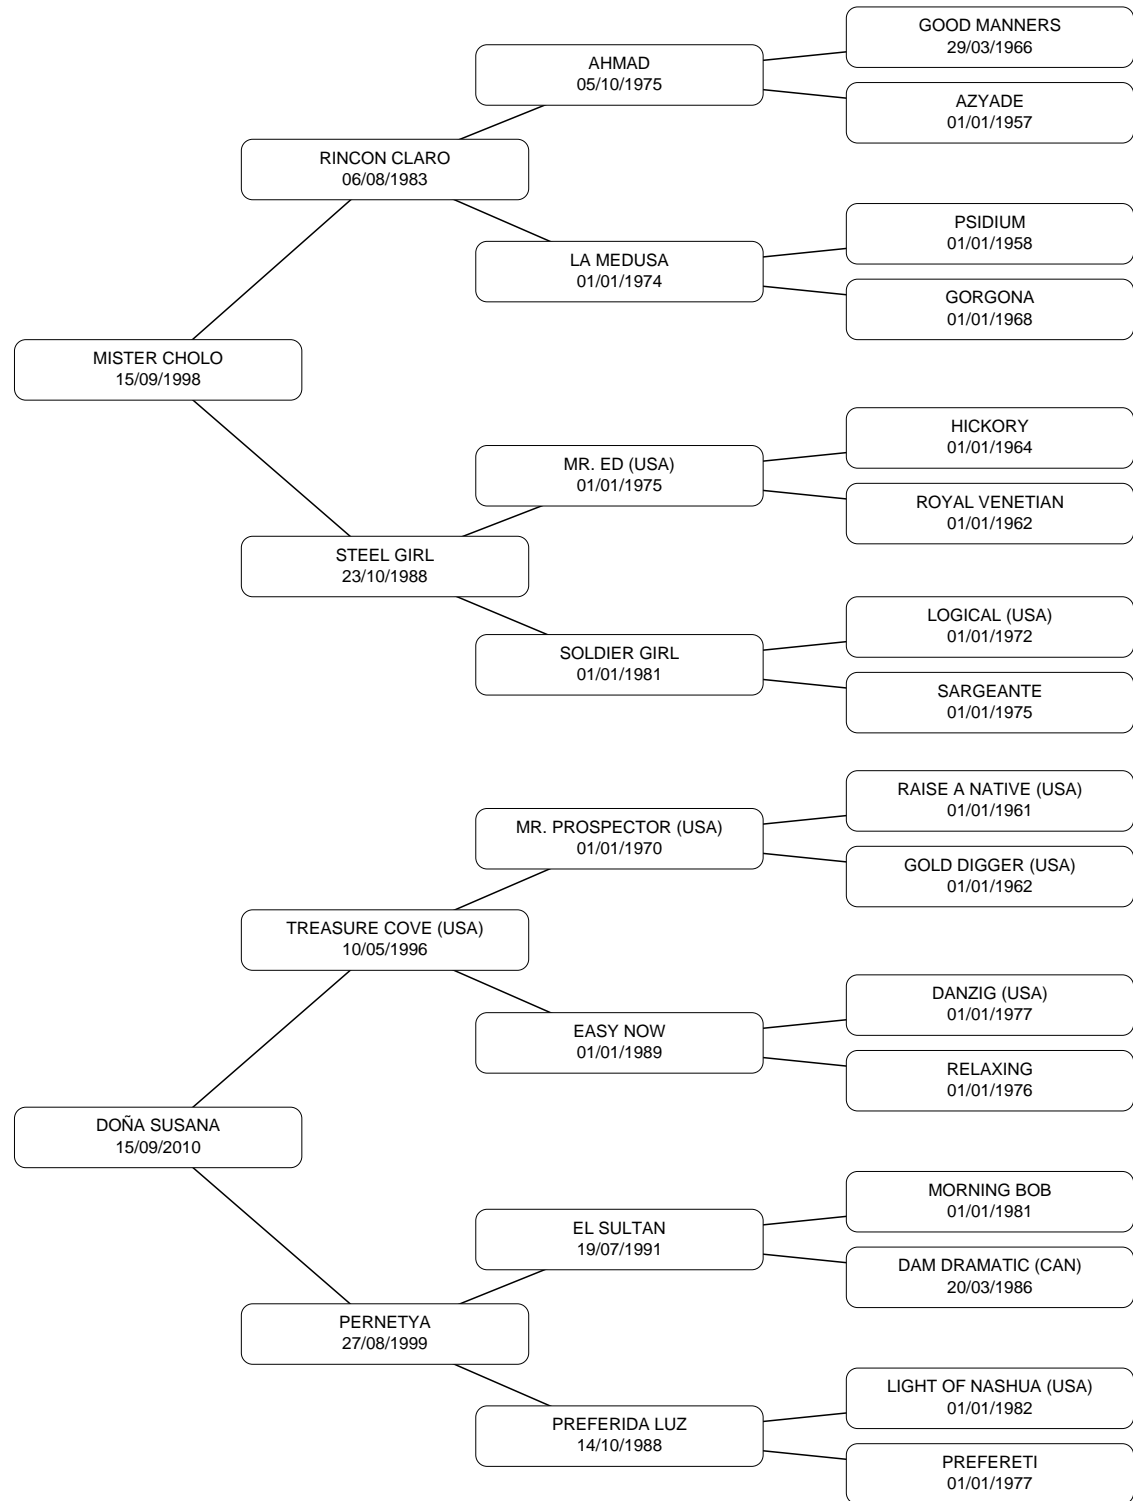 GOOD MANNERS
29/03/1966
AHMAD
05/10/1975
AZYADE
01/01/1957
RINCON CLARO
06/08/1983
PSIDIUM
01/01/1958
LA MEDUSA
01/01/1974
GORGONA
01/01/1968
MISTER CHOLO
15/09/1998
HICKORY
01/01/1964
MR. ED (USA)
01/01/1975
ROYAL VENETIAN
01/01/1962
STEEL GIRL
23/10/1988
LOGICAL (USA)
01/01/1972
SOLDIER GIRL
01/01/1981
SARGEANTE
01/01/1975
RAISE A NATIVE (USA)
01/01/1961
MR. PROSPECTOR (USA)
01/01/1970
GOLD DIGGER (USA)
01/01/1962
TREASURE COVE (USA)
10/05/1996
DANZIG (USA)
01/01/1977
EASY NOW
01/01/1989
RELAXING
01/01/1976
DOÑA SUSANA
15/09/2010
MORNING BOB
01/01/1981
EL SULTAN
19/07/1991
DAM DRAMATIC (CAN)
20/03/1986
PERNETYA
27/08/1999
LIGHT OF NASHUA (USA)
01/01/1982
PREFERIDA LUZ
14/10/1988
PREFERETI
01/01/1977